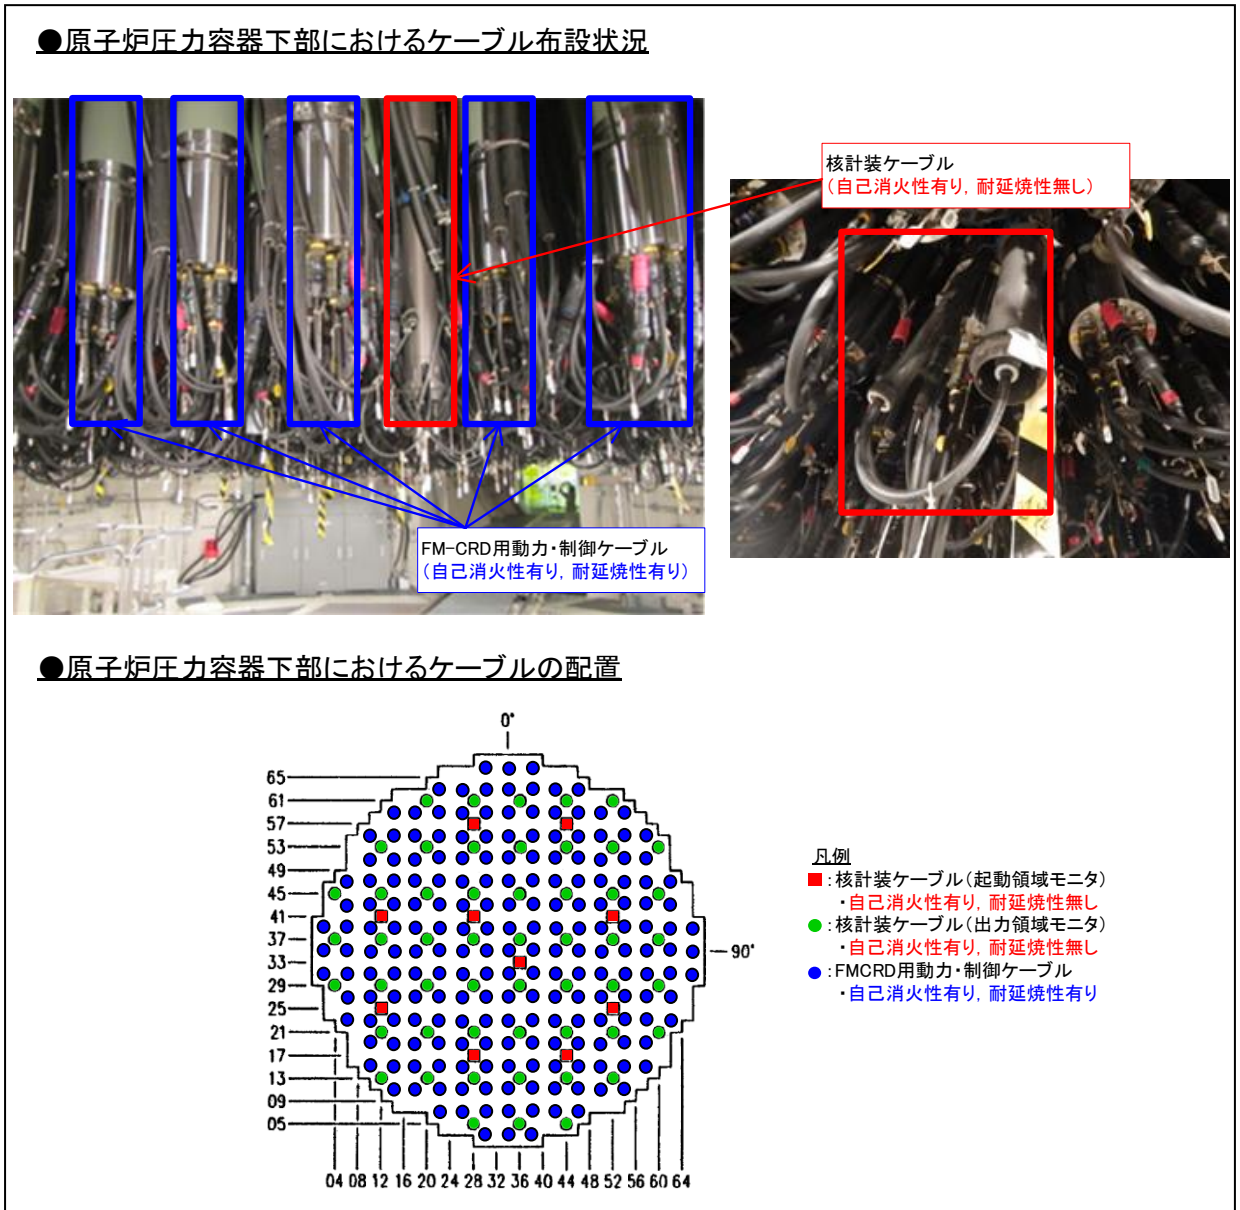 ●原子炉圧力容器下部におけるケーブル布設状況
核計装ケーブル
(自己消火性有り, 耐延焼性無し)
FM-CRD用動力・制御ケーブル
(自己消火性有り, 耐延焼性有り)
●原子炉圧力容器下部におけるケーブルの配置
0°
65
61
57
53
49
45
41
37
33
90°
29
25
21
17
13
09
05
04 08 12 16 20 24 28 32 36 40 44 48 52 56 60 64
凡例
:核計装ケーブル(起動領域モニタ)
・自己消火性有り, 耐延焼性無し
:核計装ケーブル(出力領域モニタ)
・自己消火性有り, 耐延焼性無し
:FMCRD用動力・制御ケーブル
・自己消火性有り, 耐延焼性有り